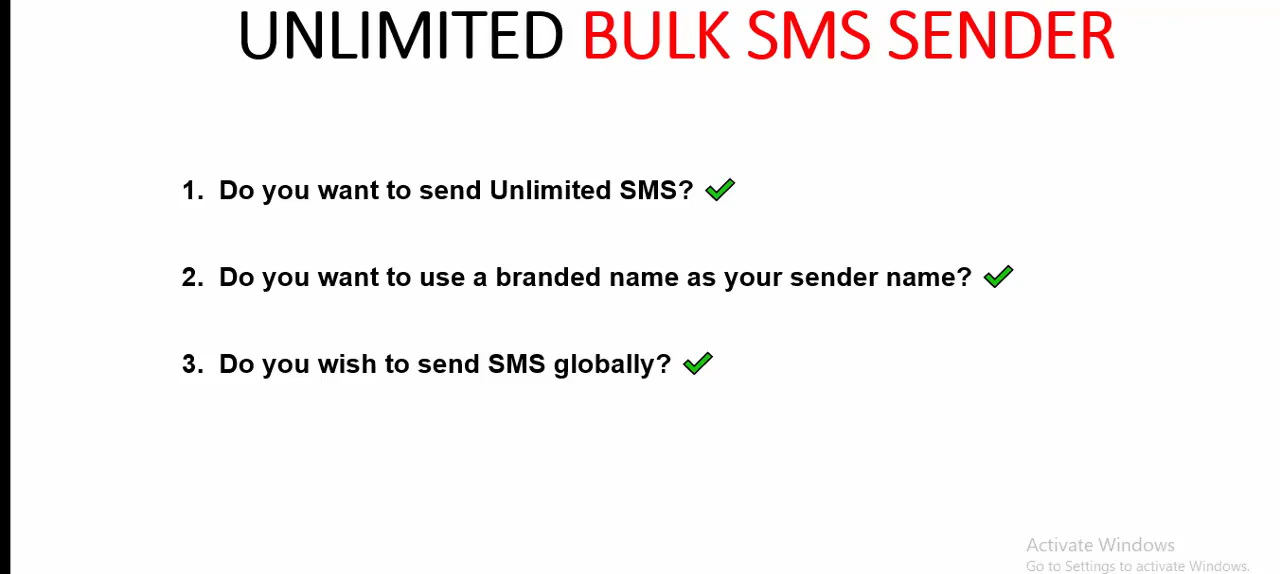 UNLIMITED BULK SMS SENDER
1. Do you want to send Unlimited SMS?
2. Do you want to use a branded name as your sender name?
3. Do you wish to send SMS globally?
Activate Windows
Go to Settings to activate Windows.